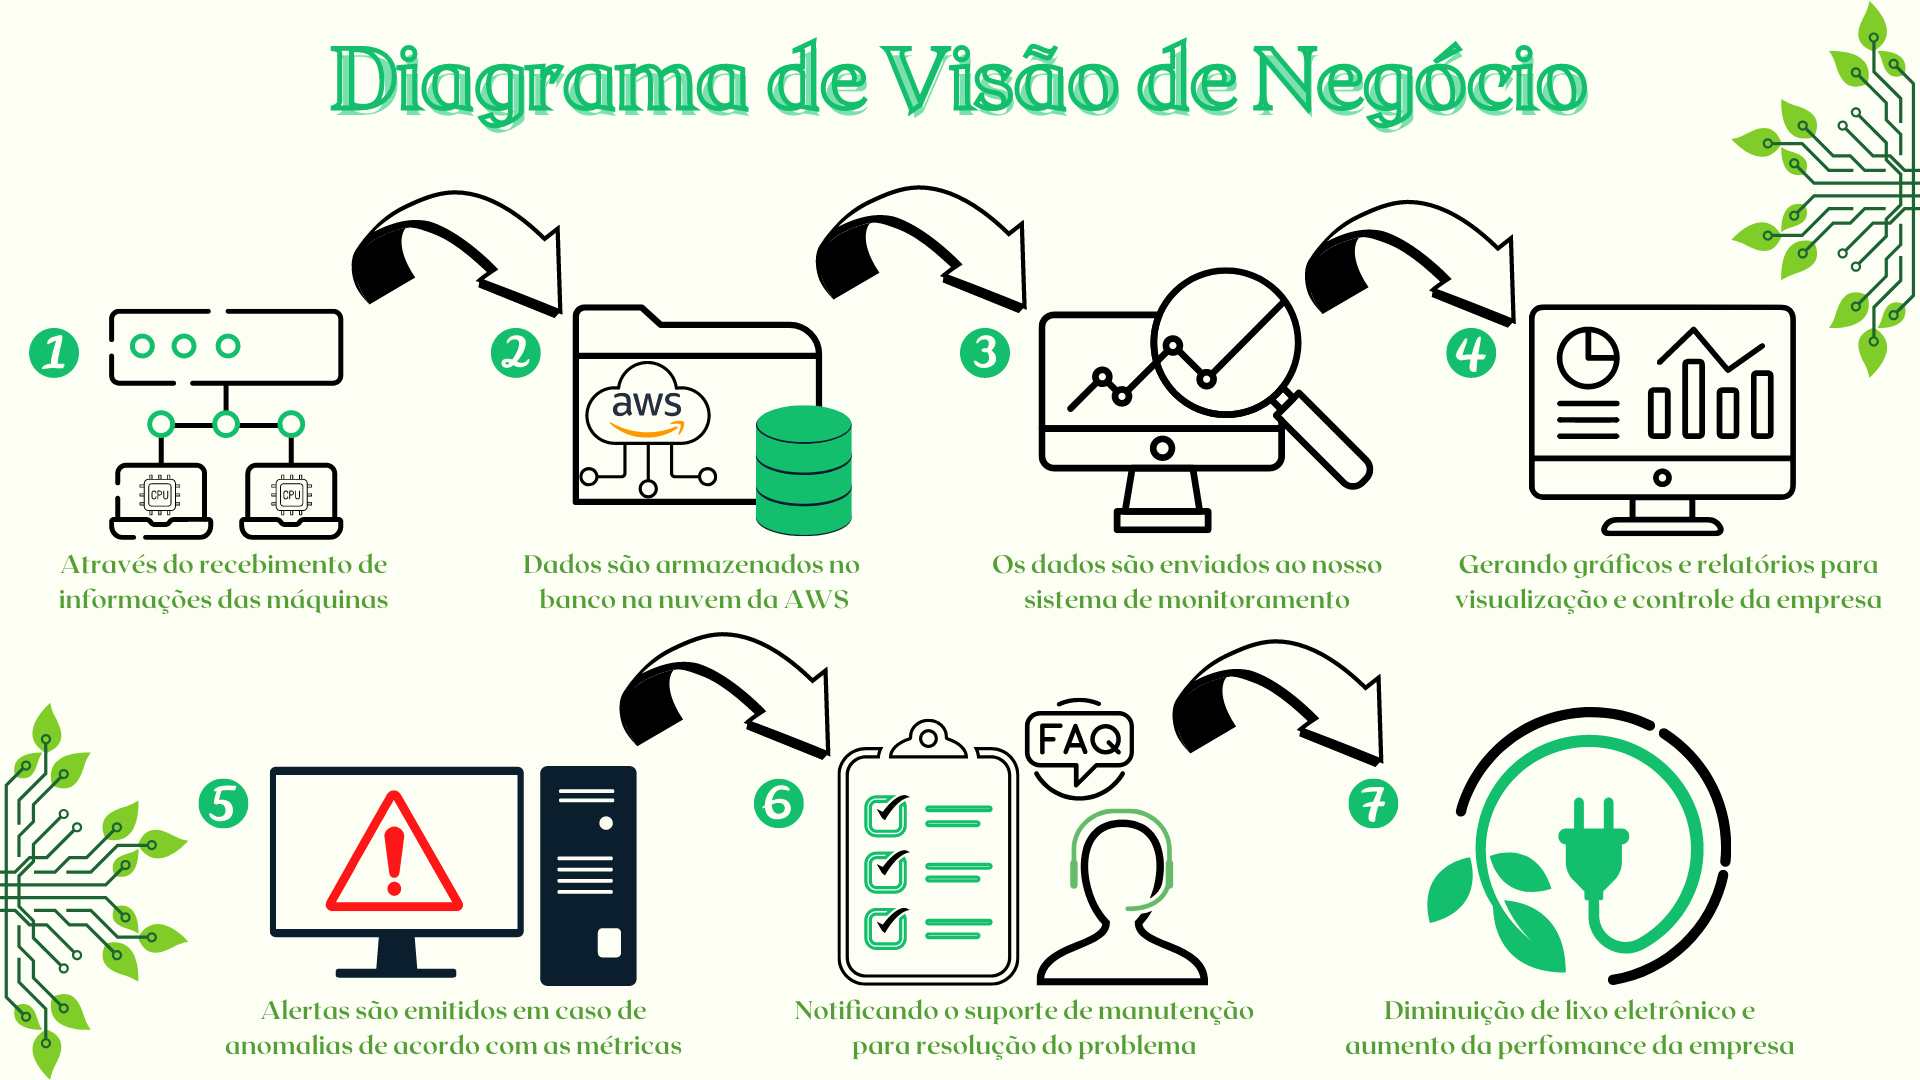 Diagrama de Visão de Negócio
1
CPU
CPU
Através do recebimento de
informações das máquinas
2
aws
Dados são armazenados no
banco na nuvem da AWS
3
Os dados são enviados ao nosso
sistema de monitoramento
4
Gerando gráficos e relatórios para
visualização e controle da empresa
5
Alertas são emitidos em caso de
anomalias de acordo com as métricas
6
FAQ
Notificando o suporte de manutenção
para resolução do problema
7
Diminuição de lixo eletrônico e
aumento da perfomance da empresa